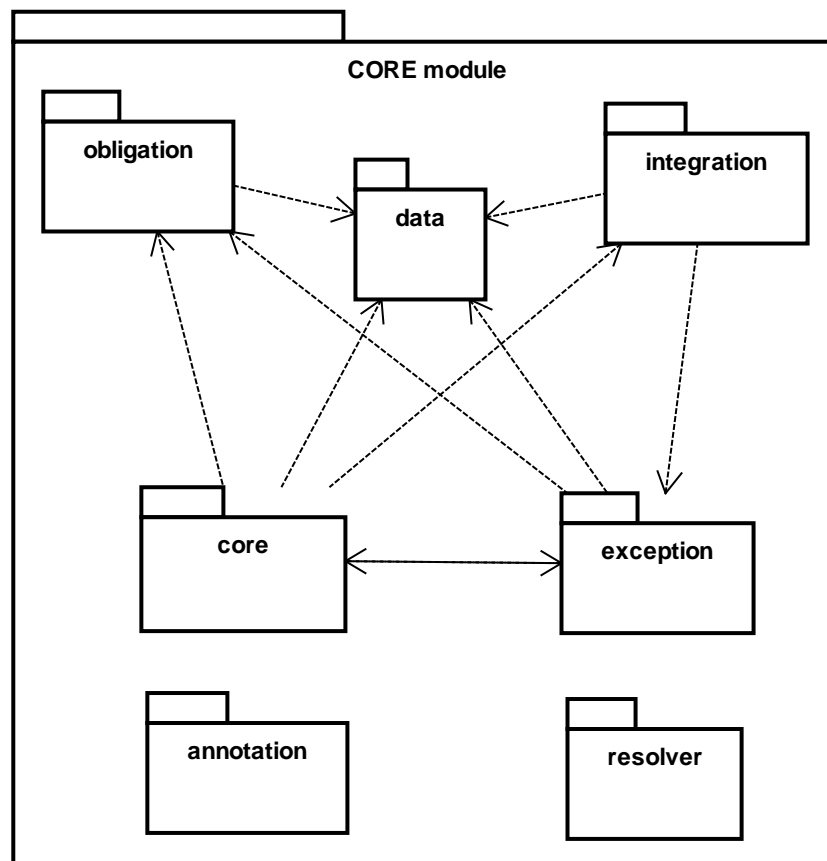 CORE module
obligation
integration
data
core
exception
annotation
resolver